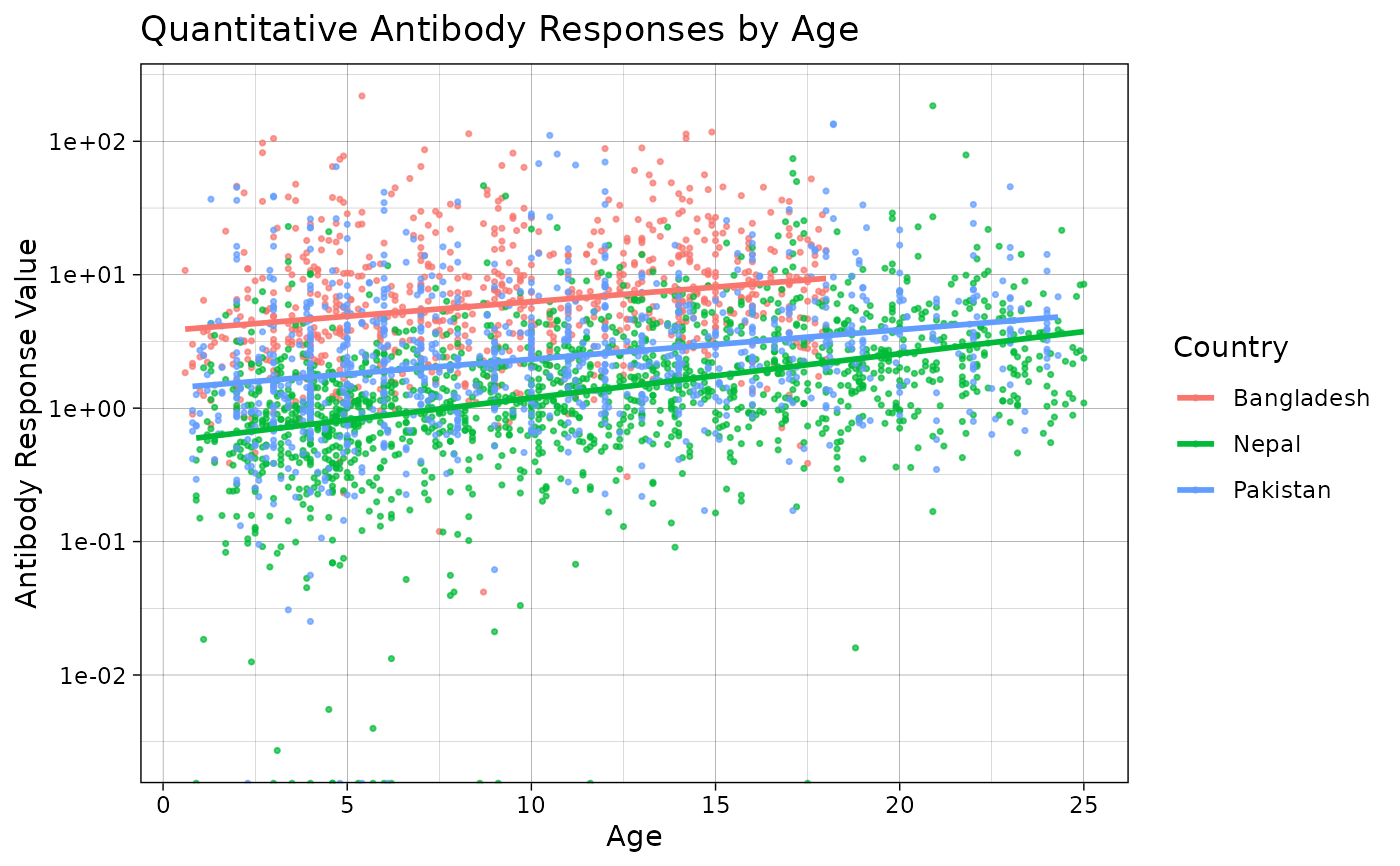 Quantitative Antibody Responses by Age
Antibody Response Value
1e+02
1e+01
1e+00
1e-01
1e-02
0 5 10 15 20 25
Age
Country
Bangladesh
Nepal
Pakistan